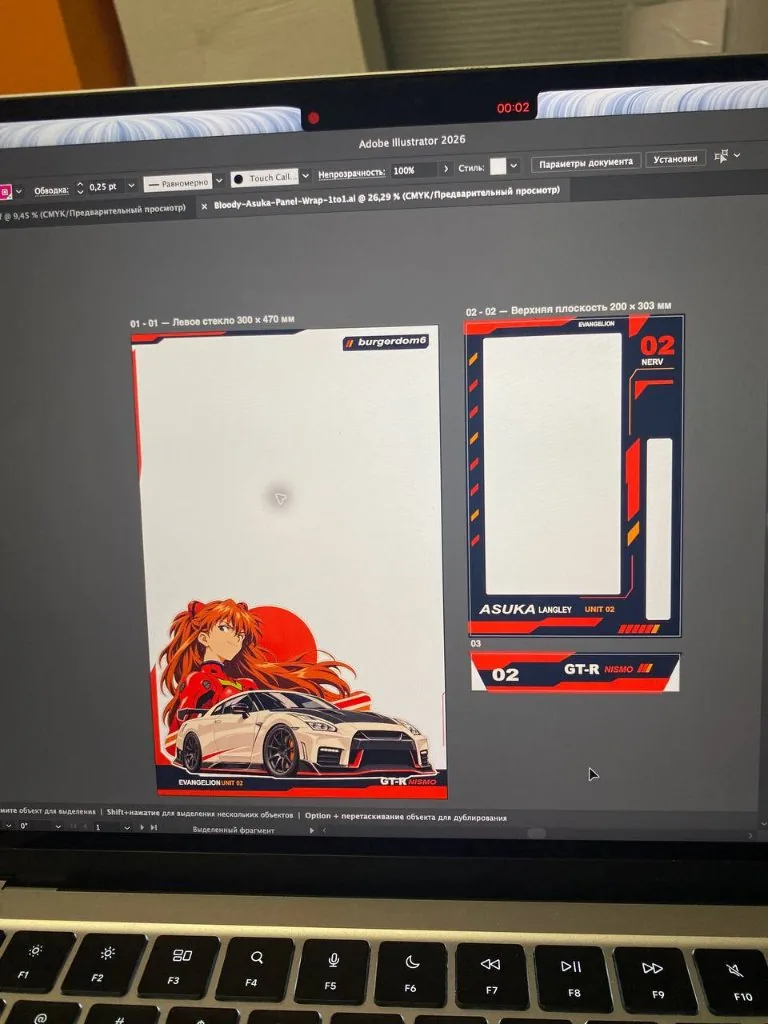 00:02
Adobe Illustrator 2026
Обводка: 0,25 pt Равномерно Touch Call... Непрозрачность: 100% Стиль: Параметры документа Установки
@ 9,45 % (CMYK/Предварительный просмотр) × Bloody-Asuka-Panel-Wrap-1to1.ai @ 26,29 % (CMYK/Предварительный просмотр)
01 - 01 — Левое стекло 300 x 470 мм
burgerdom6
EVANGELION UNIT 02
GT-R NISMO
02 - 02 — Верхняя плоскость 200 x 303 мм
EVANGELION
02
NERV
ASUKA LANGLEY UNIT 02
03
02 GT-R NISMO
объект для выделения | Shift+нажатие для выделения нескольких объектов | Option + перетаскивание объекта для дублирования
0° 1 Выделенный фрагмент
F1 F2 F3 F4 F5 F6 F7 F8 F9 F10
@ #